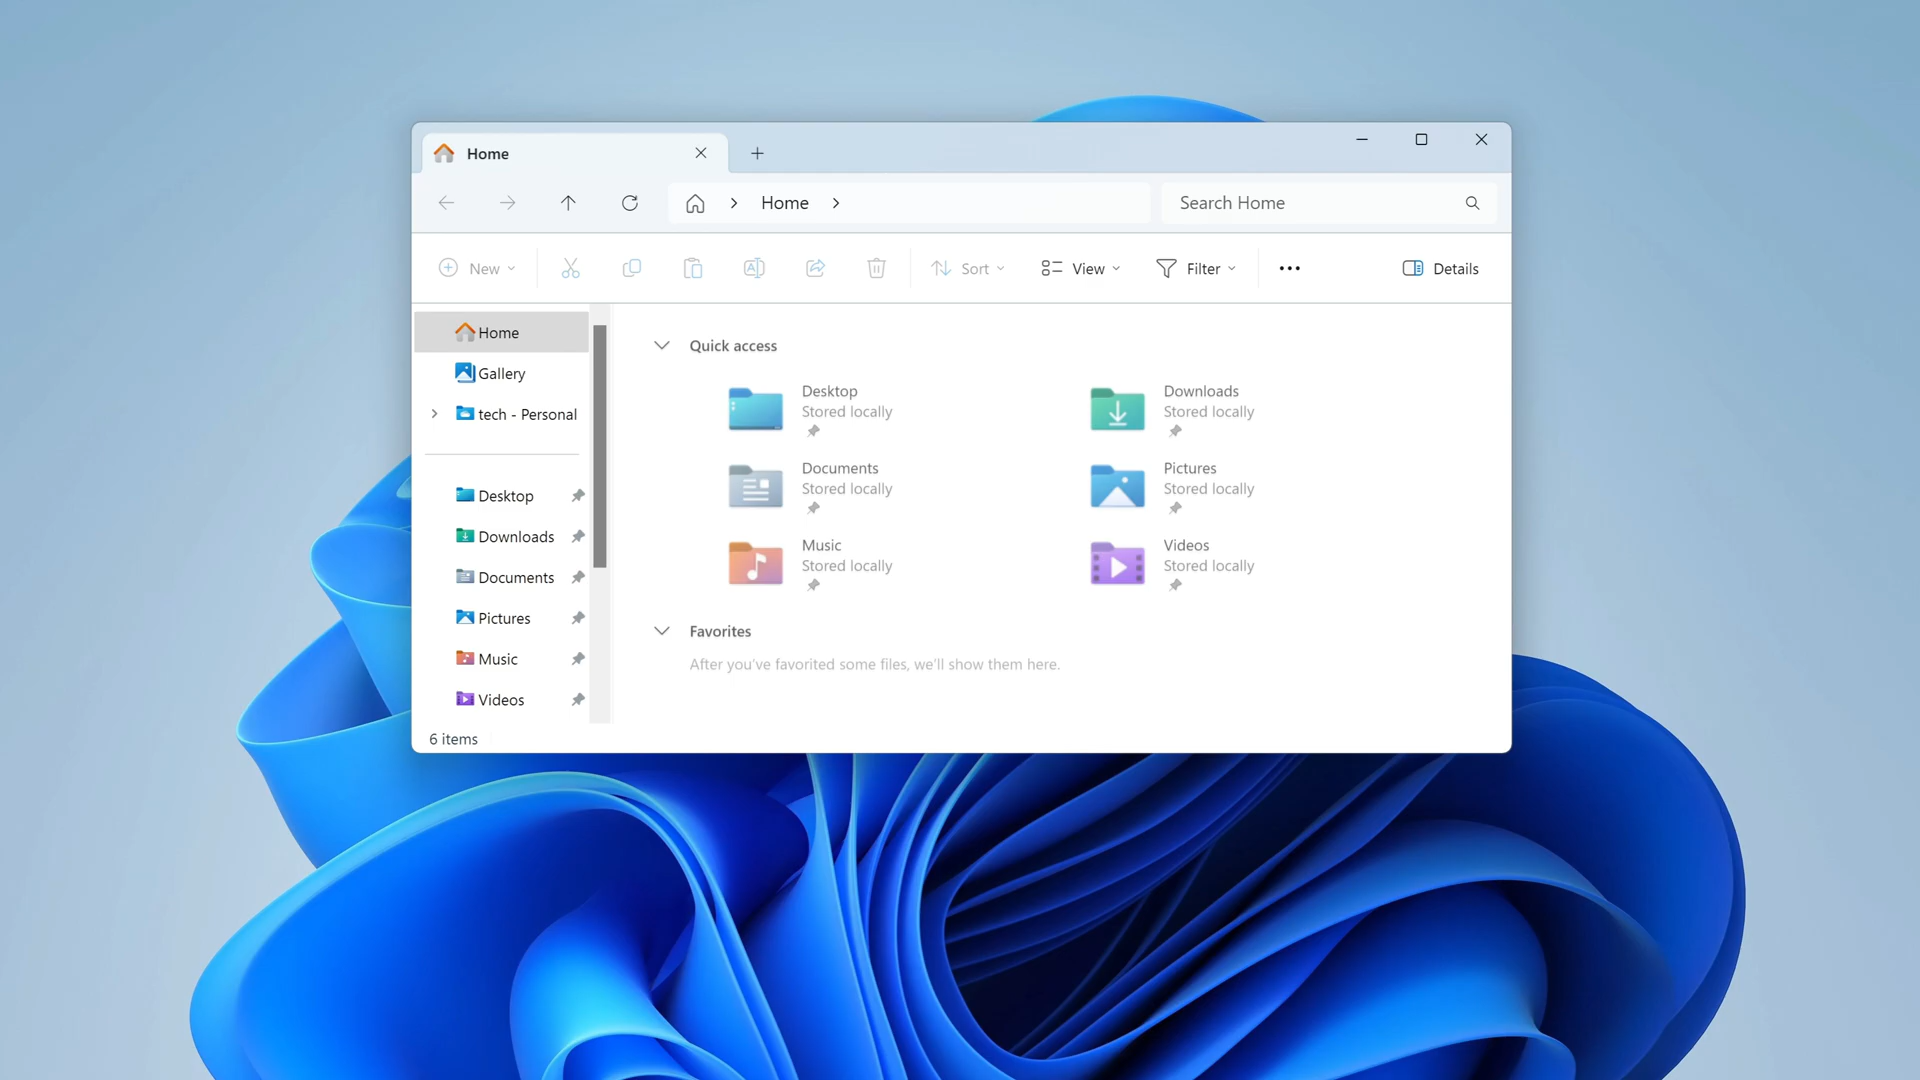 Home
Home
Search Home
New
Sort
View
Filter
Details
Home
Gallery
tech - Personal
Desktop
Downloads
Documents
Pictures
Music
Videos
Quick access
Desktop
Stored locally
Downloads
Stored locally
Documents
Stored locally
Pictures
Stored locally
Music
Stored locally
Videos
Stored locally
Favorites
After you've favorited some files, we'll show them here.
6 items